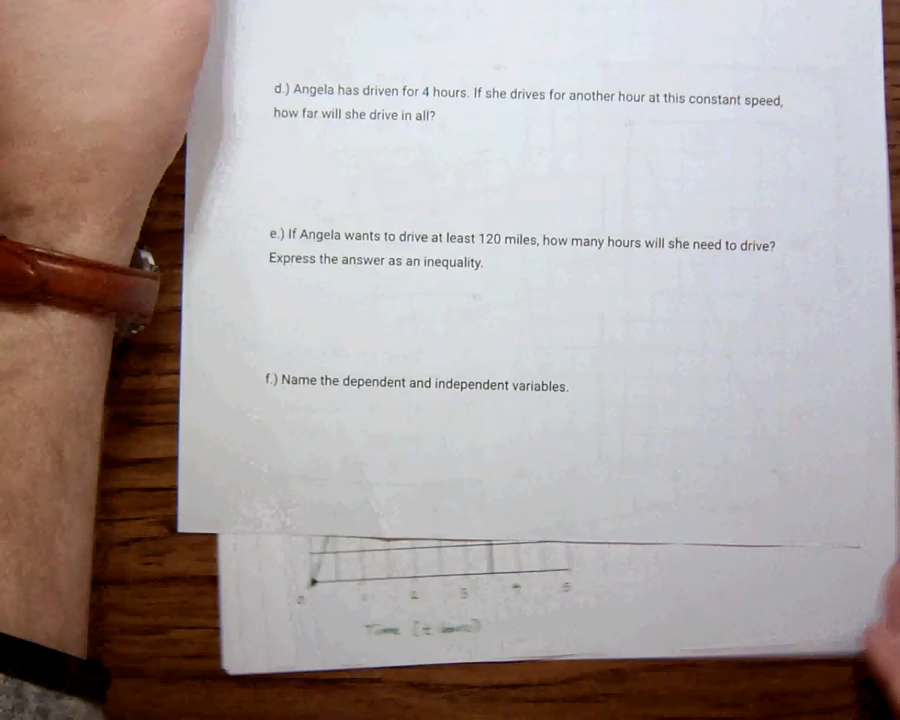 d.) Angela has driven for 4 hours. If she drives for another hour at this constant speed,
how far will she drive in all?
e.) If Angela wants to drive at least 120 miles, how many hours will she need to drive?
Express the answer as an inequality.
f.) Name the dependent and independent variables.
0 1 2 3 4 5
Time (t